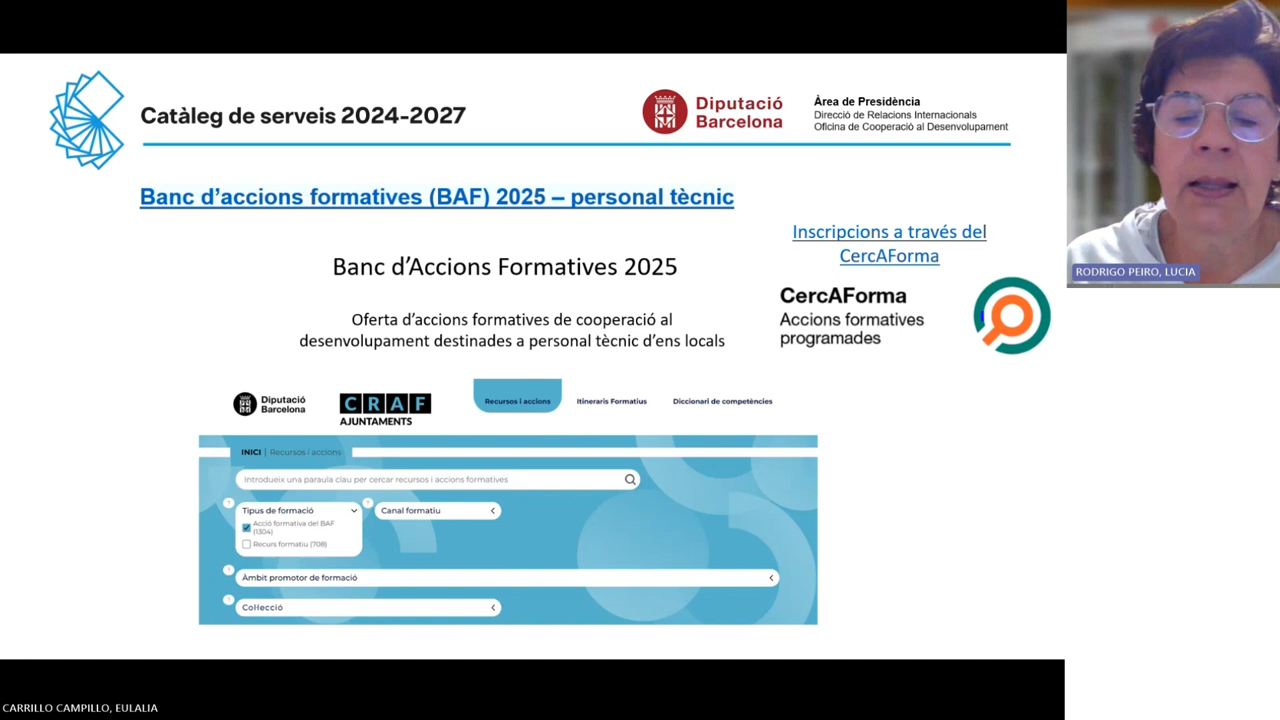 Catàleg de serveis 2024-2027
Diputació
Barcelona
Àrea de Presidència
Direcció de Relacions Internacionals
Oficina de Cooperació al Desenvolupament
Banc d'accions formatives (BAF) 2025 – personal tècnic
Inscripcions a través del
CercAForma
Banc d'Accions Formatives 2025
CercAForma
Accions formatives
programades
Oferta d'accions formatives de cooperació al
desenvolupament destinades a personal tècnic d'ens locals
Diputació
Barcelona
CRAF
AJUNTAMENTS
Recursos i accions
Itineraris Formatius
Diccionari de competències
INICI | Recursos i accions
Introdueix una paraula clau per cercar recursos i accions formatives
Tipus de formació
Canal formatiu
Acció formativa del BAF
(1304)
Recurs formatiu (708)
Àmbit promotor de formació
Col·lecció
RODRIGO PEIRO, LUCIA
CARRILLO CAMPILLO, EULALIA